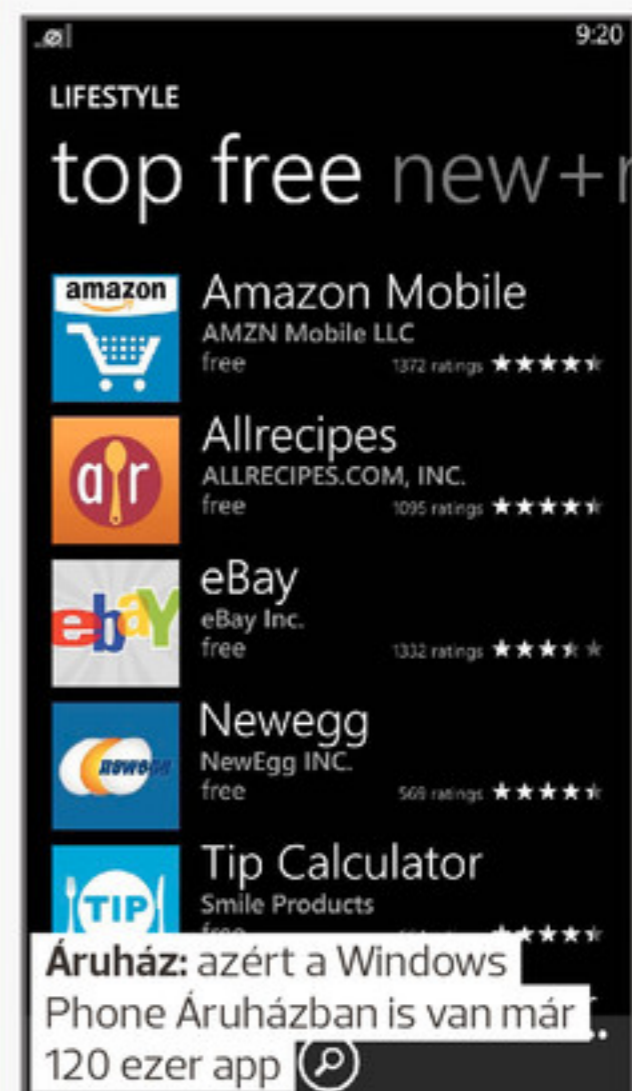 9:20
LIFESTYLE
top free new+r
amazon
Amazon Mobile
AMZN Mobile LLC
free 1372 ratings
air
Allrecipes
ALLRECIPES.COM, INC.
free 1095 ratings
ebay
eBay
eBay Inc.
free 1332 ratings
newegg
Newegg
NewEgg INC.
free 569 ratings
TIP
Tip Calculator
Smile Products
Áruház: azért a Windows
Phone Áruházban is van már
120 ezer app